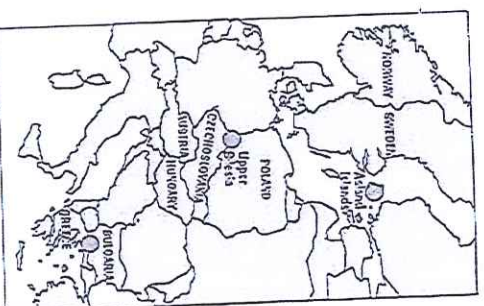 NORWAY
SWEDEN
Aaland
Islands
POLAND
Upper
Silesia
CZECHOSLOVAKIA
AUSTRIA
HUNGARY
BULGARIA
GREECE